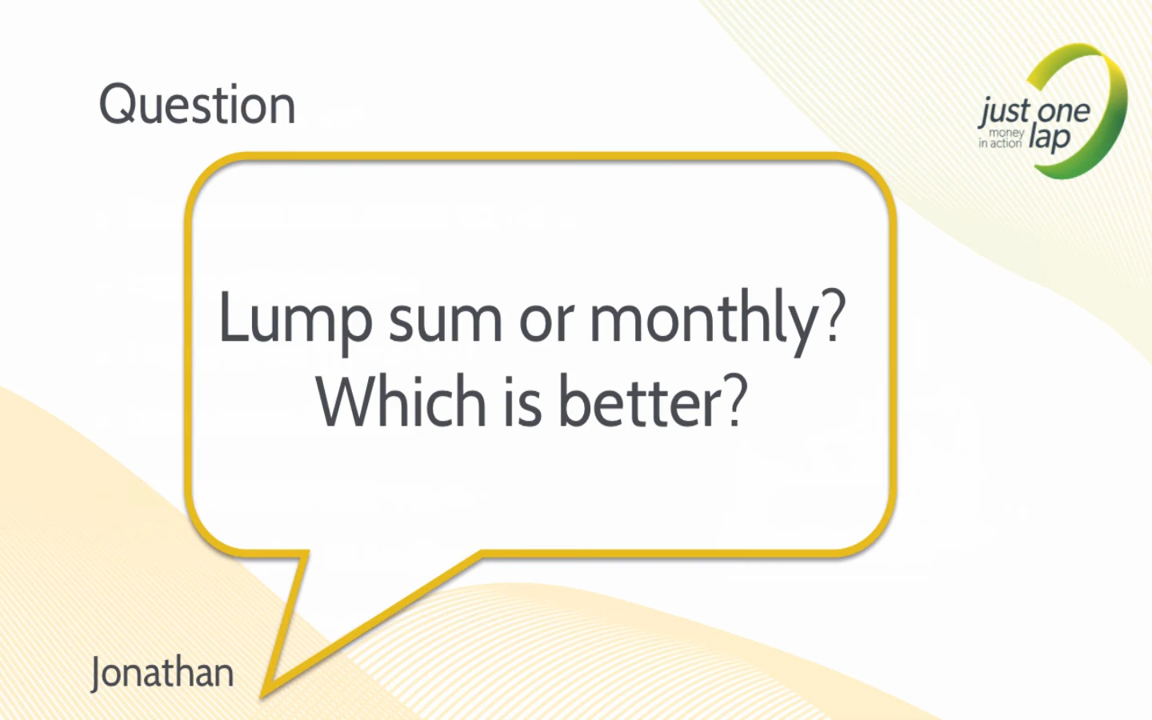 Question
just one
money
in action lap
Lump sum or monthly?
Which is better?
Jonathan